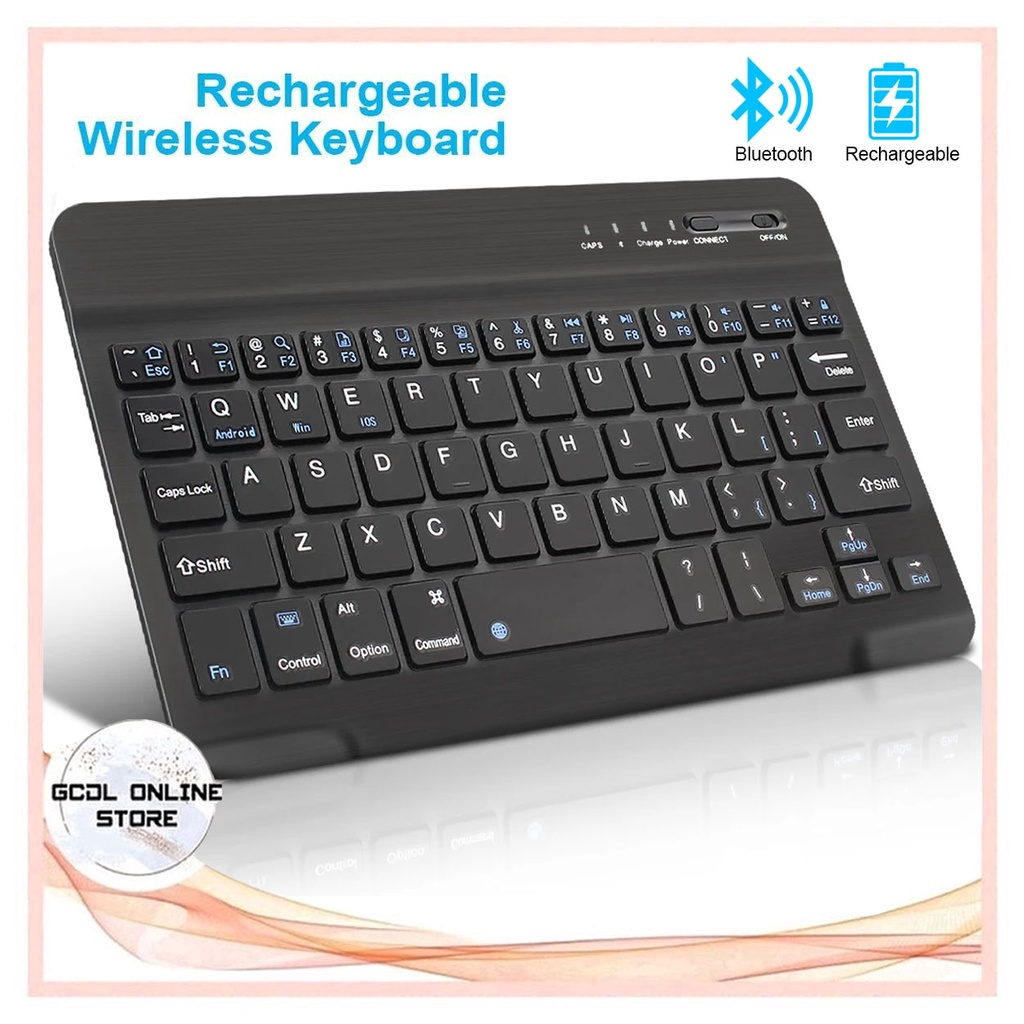 Rechargeable
Wireless Keyboard
Bluetooth Rechargeable
CAPS Charge Power CONNECT OFF/ON
~ ` Esc ! 1 F1 @ 2 F2 # 3 F3 $ 4 F4 % 5 F5 ^ 6 F6 & 7 F7 * 8 F8 ( 9 F9 ) 0 F10 — - F11 + = F12
Tab Q Android W Win E IOS R T Y U I O ' P " Delete
Caps Lock A S D F G H J K L [ : ; ] Enter
Shift Z X C V B N M < , { > . } Shift
Fn Control Alt Option ⌘ Command ? / | \ Home PgUp PgDn End
GCDL ONLINE
STORE